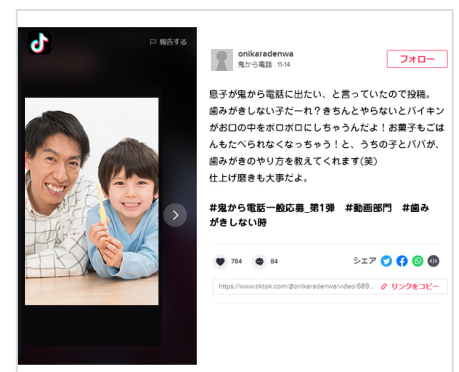 報告する
onikaradenwa
鬼から電話・11-14
フォロー
息子が鬼から電話に出たい、と言っていたので投稿。
歯みがきしない子だーれ？きちんとやらないとバイキン
がお口の中をボロボロにしちゃうんだよ！お菓子もごは
んもたべられなくなっちゃう！と、うちの子とパパが、
歯みがきのやり方を教えてくれます(笑)
仕上げ磨きも大事だよ。
#鬼から電話一般応募_第1弾　#動画部門　#歯み
がきしない時
784
84
シェア
https://www.tiktok.com/@onikaradenwa/video/689...
リンクをコピー